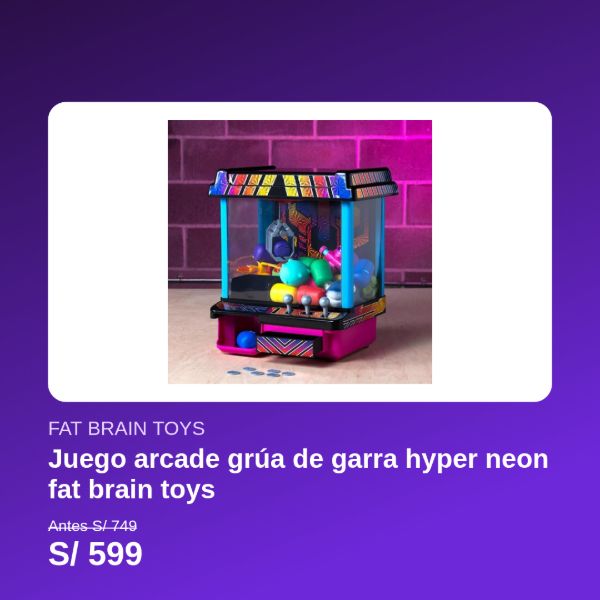 FAT BRAIN TOYS
Juego arcade grúa de garra hyper neon
fat brain toys
Antes S/ 749
S/ 599